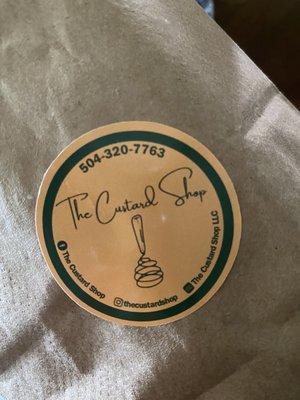 504-320-7763
The Custard Shop
The Custard Shop
thecustardshop
The Custard Shop LLC